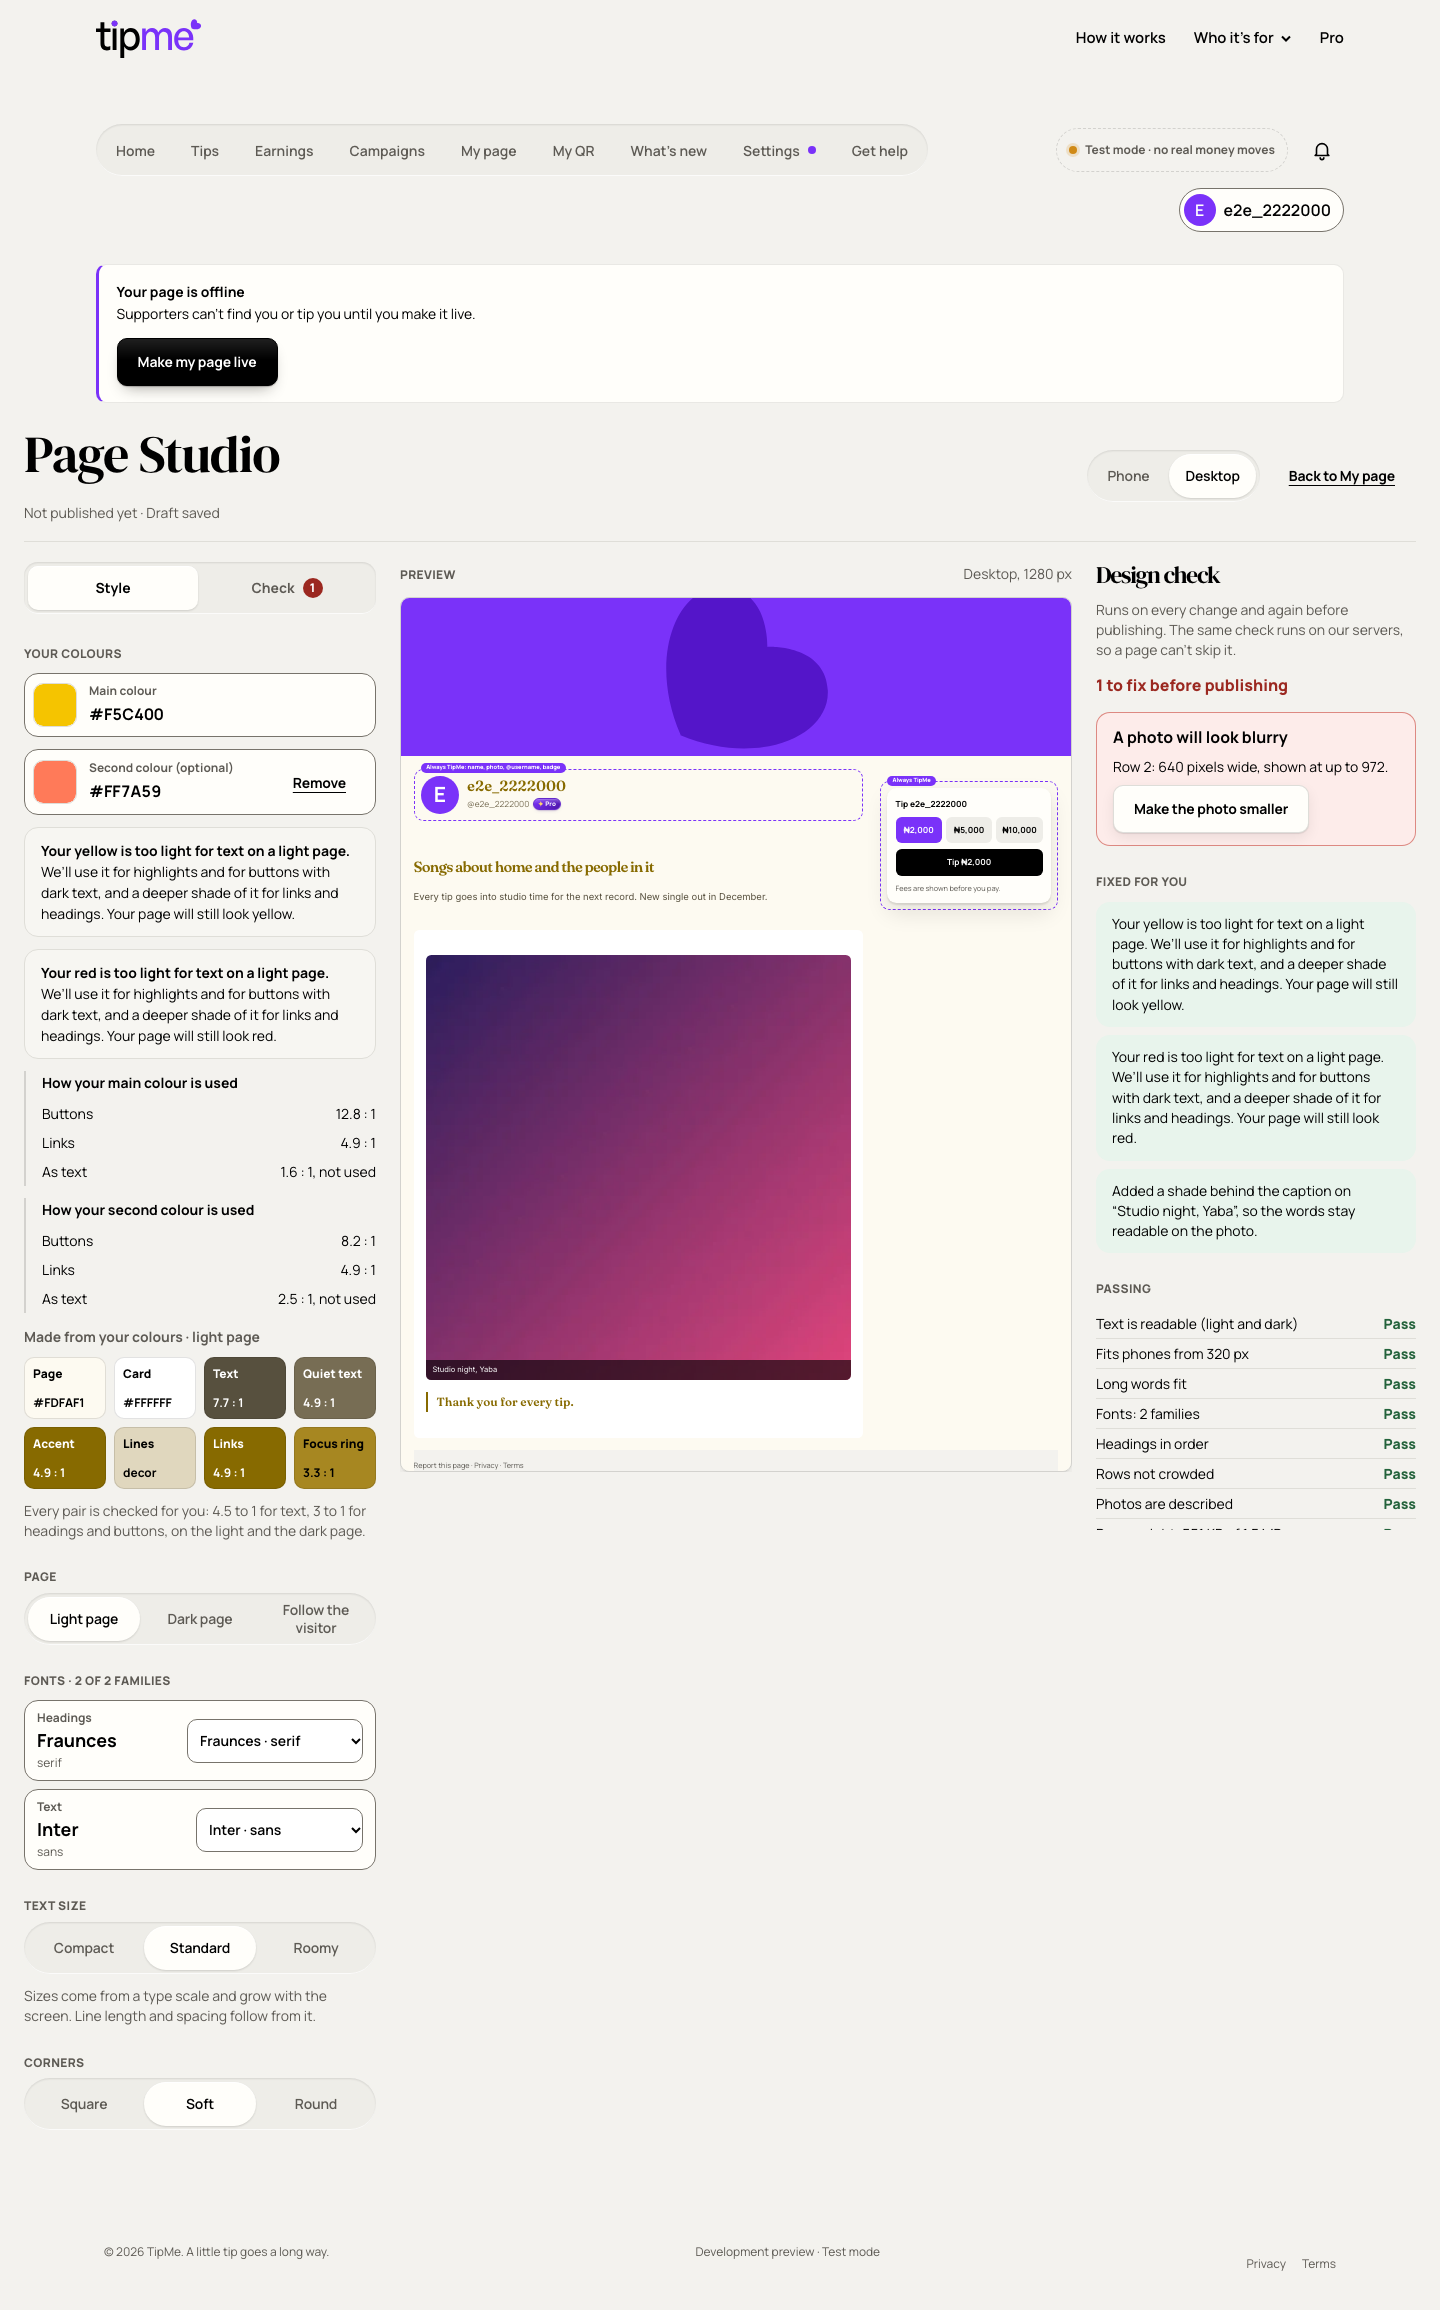 tipme
How it works
Who it's for
Pro
Home
Tips
Earnings
Campaigns
My page
My QR
What's new
Settings
Get help
Test mode · no real money moves
E
e2e_2222000
Your page is offline
Supporters can't find you or tip you until you make it live.
Make my page live
Page Studio
Not published yet · Draft saved
Phone
Desktop
Back to My page
Style
Check 1
YOUR COLOURS
Main colour
#F5C400
Second colour (optional)
#FF7A59
Remove
Your yellow is too light for text on a light page.
We'll use it for highlights and for buttons with
dark text, and a deeper shade of it for links and
headings. Your page will still look yellow.
Your red is too light for text on a light page.
We'll use it for highlights and for buttons with
dark text, and a deeper shade of it for links and
headings. Your page will still look red.
How your main colour is used
Buttons 12.8 : 1
Links 4.9 : 1
As text 1.6 : 1, not used
How your second colour is used
Buttons 8.2 : 1
Links 4.9 : 1
As text 2.5 : 1, not used
Made from your colours · light page
Page
#FDFAF1
Card
#FFFFFF
Text
7.7 : 1
Quiet text
4.9 : 1
Accent
4.9 : 1
Lines
decor
Links
4.9 : 1
Focus ring
3.3 : 1
Every pair is checked for you: 4.5 to 1 for text, 3 to 1 for
headings and buttons, on the light and the dark page.
PAGE
Light page
Dark page
Follow the
visitor
FONTS · 2 OF 2 FAMILIES
Headings
Fraunces
serif
Fraunces · serif
Text
Inter
sans
Inter · sans
TEXT SIZE
Compact
Standard
Roomy
Sizes come from a type scale and grow with the
screen. Line length and spacing follow from it.
CORNERS
Square
Soft
Round
PREVIEW
Desktop, 1280 px
Always TipMe: name, photo, @username, badge
E
e2e_2222000
@e2e_2222000
Pro
Songs about home and the people in it
Every tip goes into studio time for the next record. New single out in December.
Always TipMe
Tip e2e_2222000
₦2,000
₦5,000
₦10,000
Tip ₦2,000
Fees are shown before you pay.
Studio night, Yaba
Thank you for every tip.
Report this page · Privacy · Terms
Design check
Runs on every change and again before
publishing. The same check runs on our servers,
so a page can't skip it.
1 to fix before publishing
A photo will look blurry
Row 2: 640 pixels wide, shown at up to 972.
Make the photo smaller
FIXED FOR YOU
Your yellow is too light for text on a light
page. We'll use it for highlights and for
buttons with dark text, and a deeper shade
of it for links and headings. Your page will still
look yellow.
Your red is too light for text on a light page.
We'll use it for highlights and for buttons
with dark text, and a deeper shade of it for
links and headings. Your page will still look
red.
Added a shade behind the caption on
“Studio night, Yaba”, so the words stay
readable on the photo.
PASSING
Text is readable (light and dark) Pass
Fits phones from 320 px Pass
Long words fit Pass
Fonts: 2 families Pass
Headings in order Pass
Rows not crowded Pass
Photos are described Pass
© 2026 TipMe. A little tip goes a long way.
Development preview · Test mode
Privacy
Terms